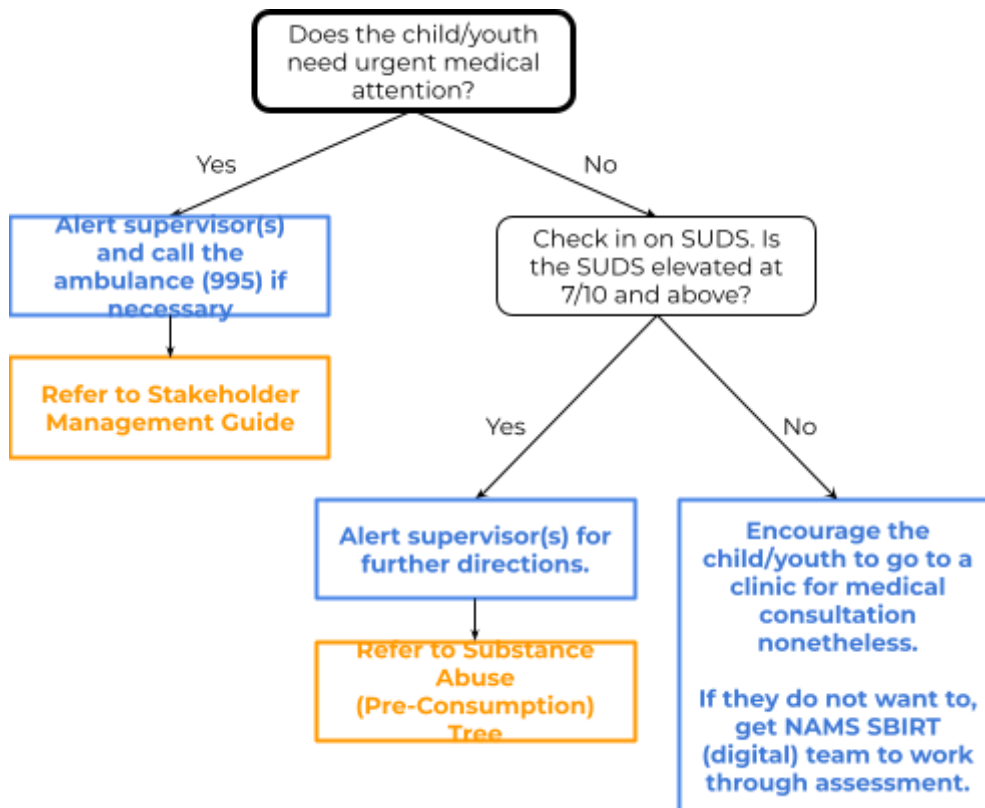 Does the child/youth
need urgent medical
attention?
Yes
No
Alert supervisor(s)
and call the
ambulance (995) if
necessary
Check in on SUDS. Is
the SUDS elevated at
7/10 and above?
Refer to Stakeholder
Management Guide
Yes
No
Alert supervisor(s) for
further directions.
Encourage the
child/youth to go to a
clinic for medical
consultation
nonetheless.
If they do not want to,
get NAMS SBIRT
(digital) team to work
through assessment.
Refer to Substance
Abuse
(Pre-Consumption)
Tree